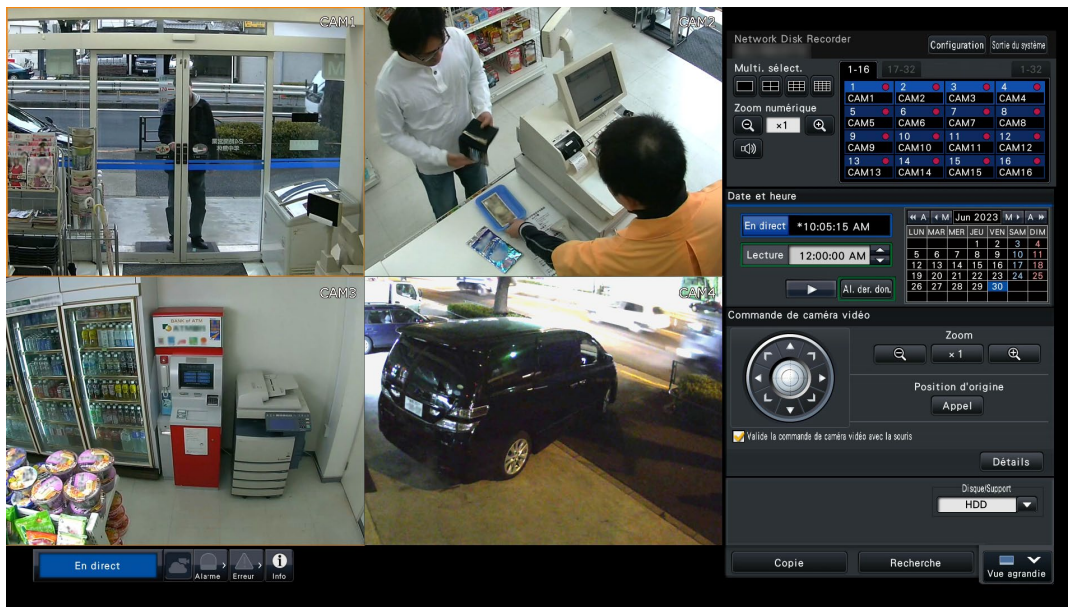 CAM1
CAM2
CAM3
BANK of ATM
ATM
CAM4
Network Disk Recorder
Configuration
Sortie du système
Multi. sélect.
1-16 17-32 1-32
1 2 3 4
CAM1 CAM2 CAM3 CAM4
5 6 7 8
CAM5 CAM6 CAM7 CAM8
9 10 11 12
CAM9 CAM10 CAM11 CAM12
13 14 15 16
CAM13 CAM14 CAM15 CAM16
Zoom numérique
×1
Date et heure
En direct *10:05:15 AM
Lecture 12:00:00 AM
Al. der. don.
A M Jun 2023 M A
LUN MAR MER JEU VEN SAM DIM
1 2 3 4
5 6 7 8 9 10 11
12 13 14 15 16 17 18
19 20 21 22 23 24 25
26 27 28 29 30
Commande de caméra vidéo
Zoom
×1
Position d'origine
Appel
Valide la commande de caméra vidéo avec la souris
Détails
Disque/Support
HDD
Copie
Recherche
Vue agrandie
En direct
Alarme
Erreur
Info